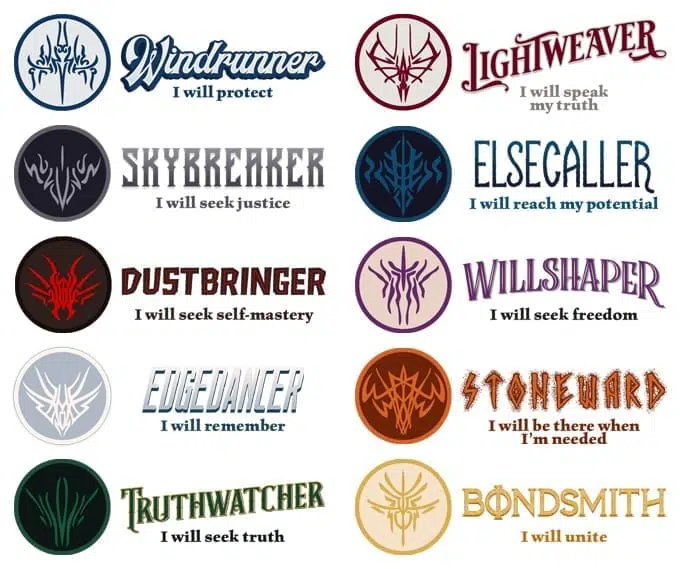 Windrunner
I will protect
LIGHTWEAVER
I will speak
my truth
SKYBREAKER
I will seek justice
ELSECALLER
I will reach my potential
DUSTBRINGER
I will seek self-mastery
WILLSHAPER
I will seek freedom
EDGEDANCER
I will remember
STONEWARD
I will be there when
I'm needed
TRUTHWATCHER
I will seek truth
BONDSMITH
I will unite